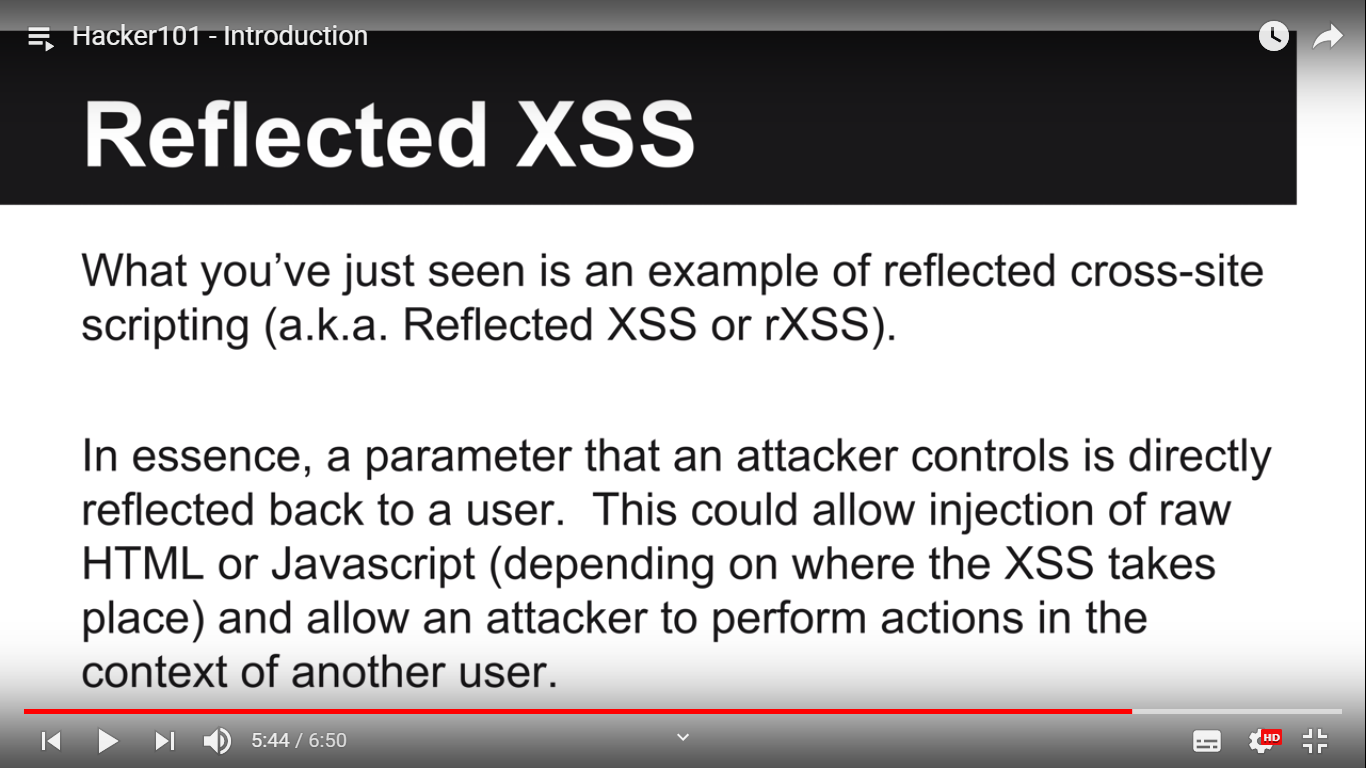 Hacker101 - Introduction
Reflected XSS
What you’ve just seen is an example of reflected cross-site
scripting (a.k.a. Reflected XSS or rXSS).
In essence, a parameter that an attacker controls is directly
reflected back to a user.  This could allow injection of raw
HTML or Javascript (depending on where the XSS takes
place) and allow an attacker to perform actions in the
context of another user.
5:44 / 6:50
HD